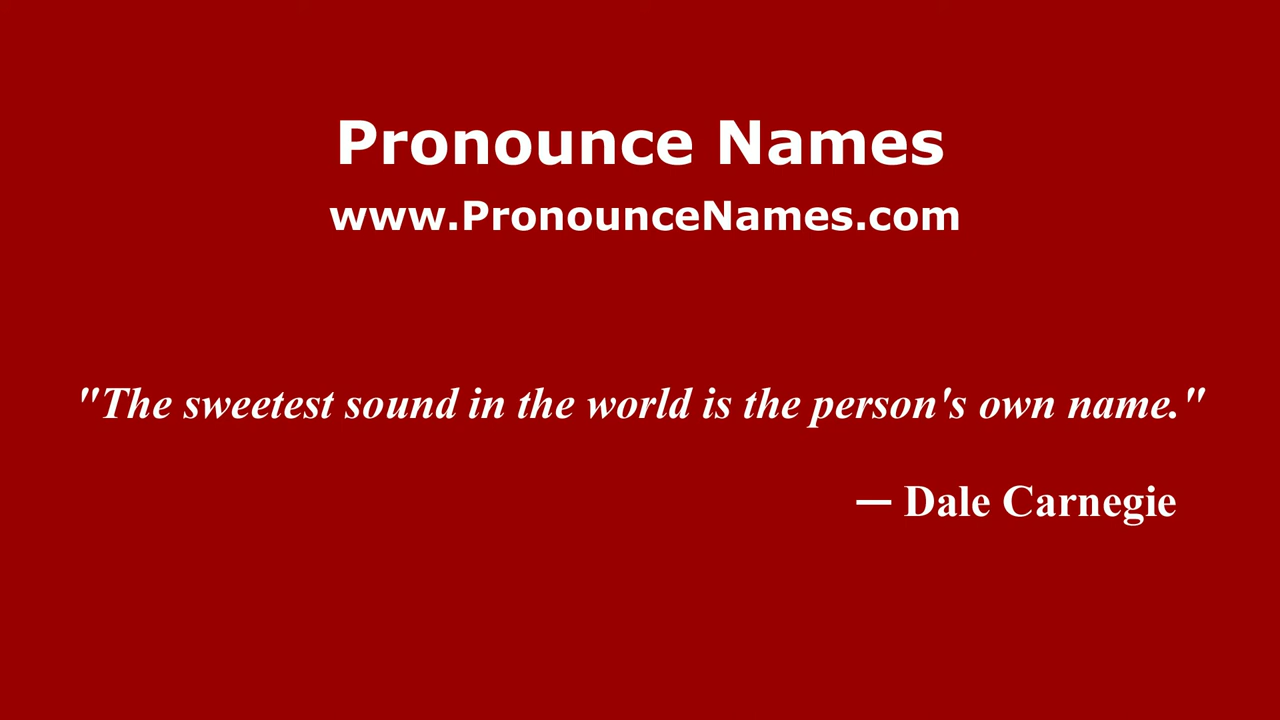 Pronounce Names
www.PronounceNames.com
"The sweetest sound in the world is the person's own name."
— Dale Carnegie